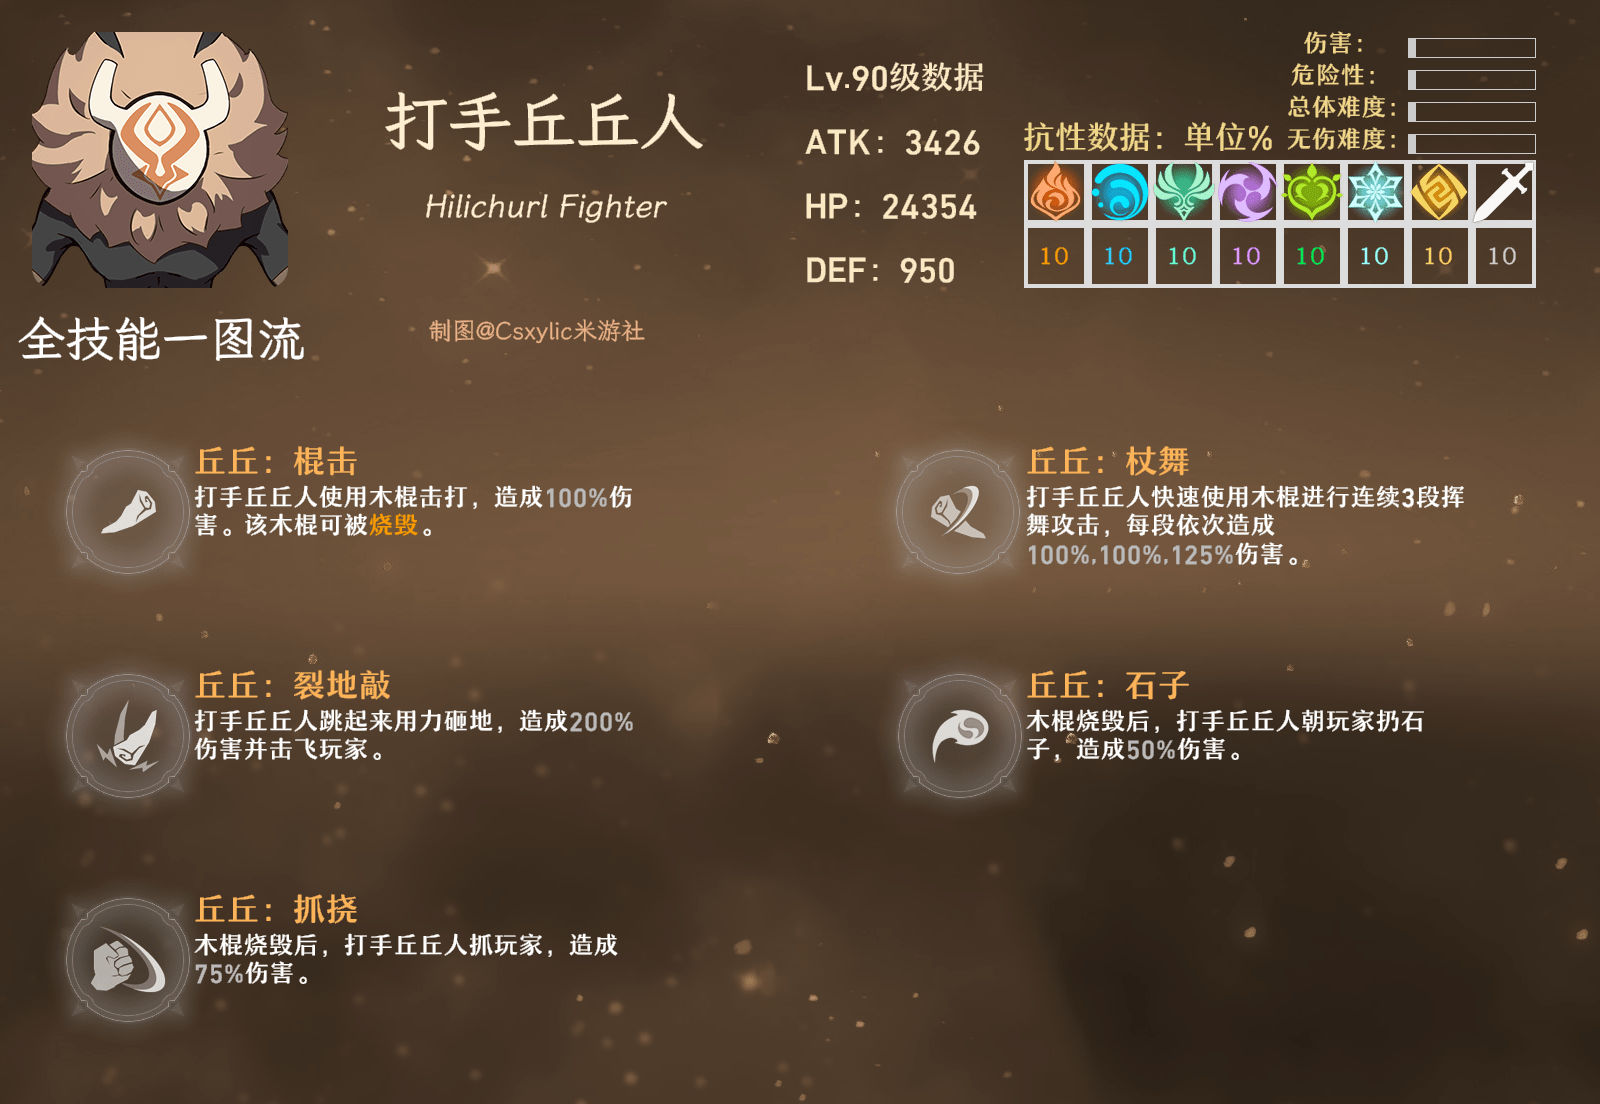 打手丘丘人
Hilichurl Fighter
全技能一图流
制图@Csxylic米游社
Lv.90级数据
ATK：3426
HP：24354
DEF：950
伤害：
危险性：
总体难度：
无伤难度：
抗性数据：单位%
10 10 10 10 10 10 10 10
丘丘：棍击
打手丘丘人使用木棍击打，造成100%伤
害。该木棍可被烧毁。
丘丘：杖舞
打手丘丘人快速使用木棍进行连续3段挥
舞攻击，每段依次造成
100%,100%,125%伤害。
丘丘：裂地敲
打手丘丘人跳起来用力砸地，造成200%
伤害并击飞玩家。
丘丘：石子
木棍烧毁后，打手丘丘人朝玩家扔石
子，造成50%伤害。
丘丘：抓挠
木棍烧毁后，打手丘丘人抓玩家，造成
75%伤害。